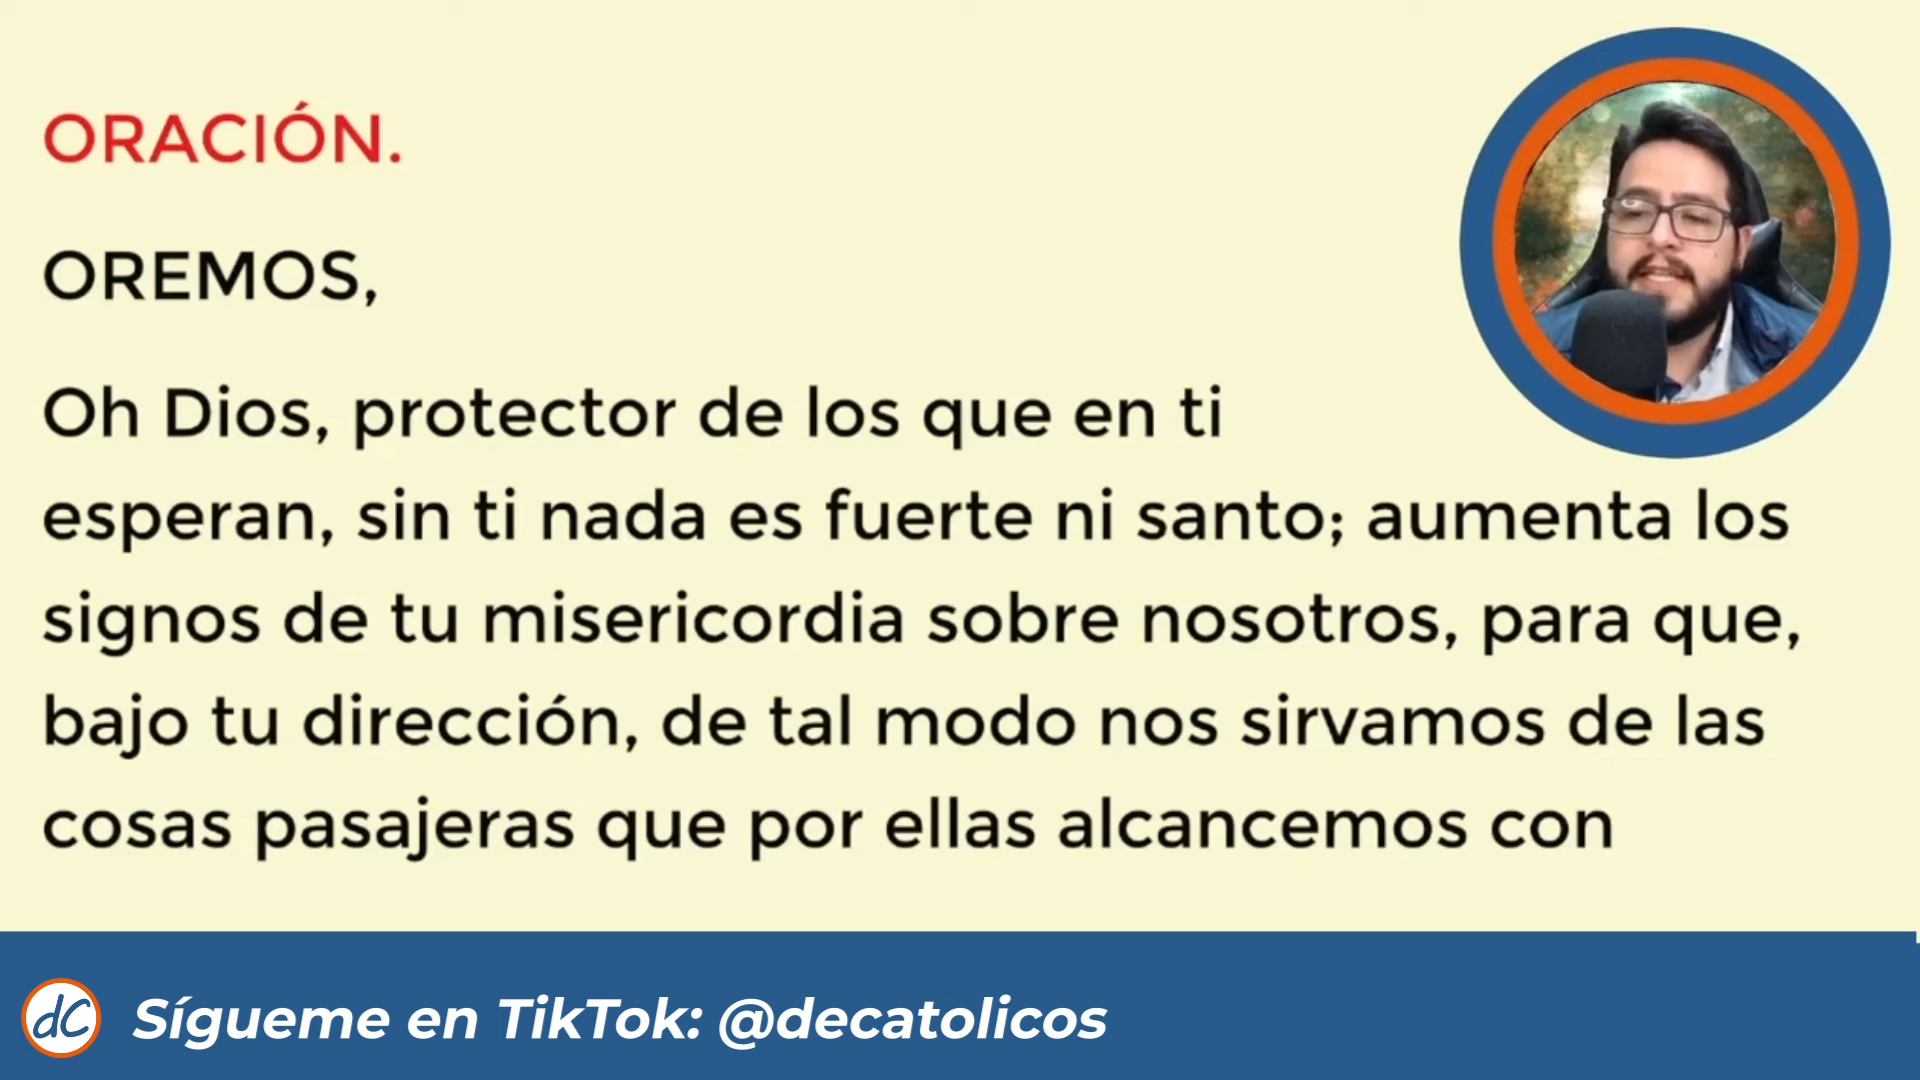 ORACIÓN.
OREMOS,
Oh Dios, protector de los que en ti
esperan, sin ti nada es fuerte ni santo; aumenta los
signos de tu misericordia sobre nosotros, para que,
bajo tu dirección, de tal modo nos sirvamos de las
cosas pasajeras que por ellas alcancemos con
dC Sígueme en TikTok: @decatolicos